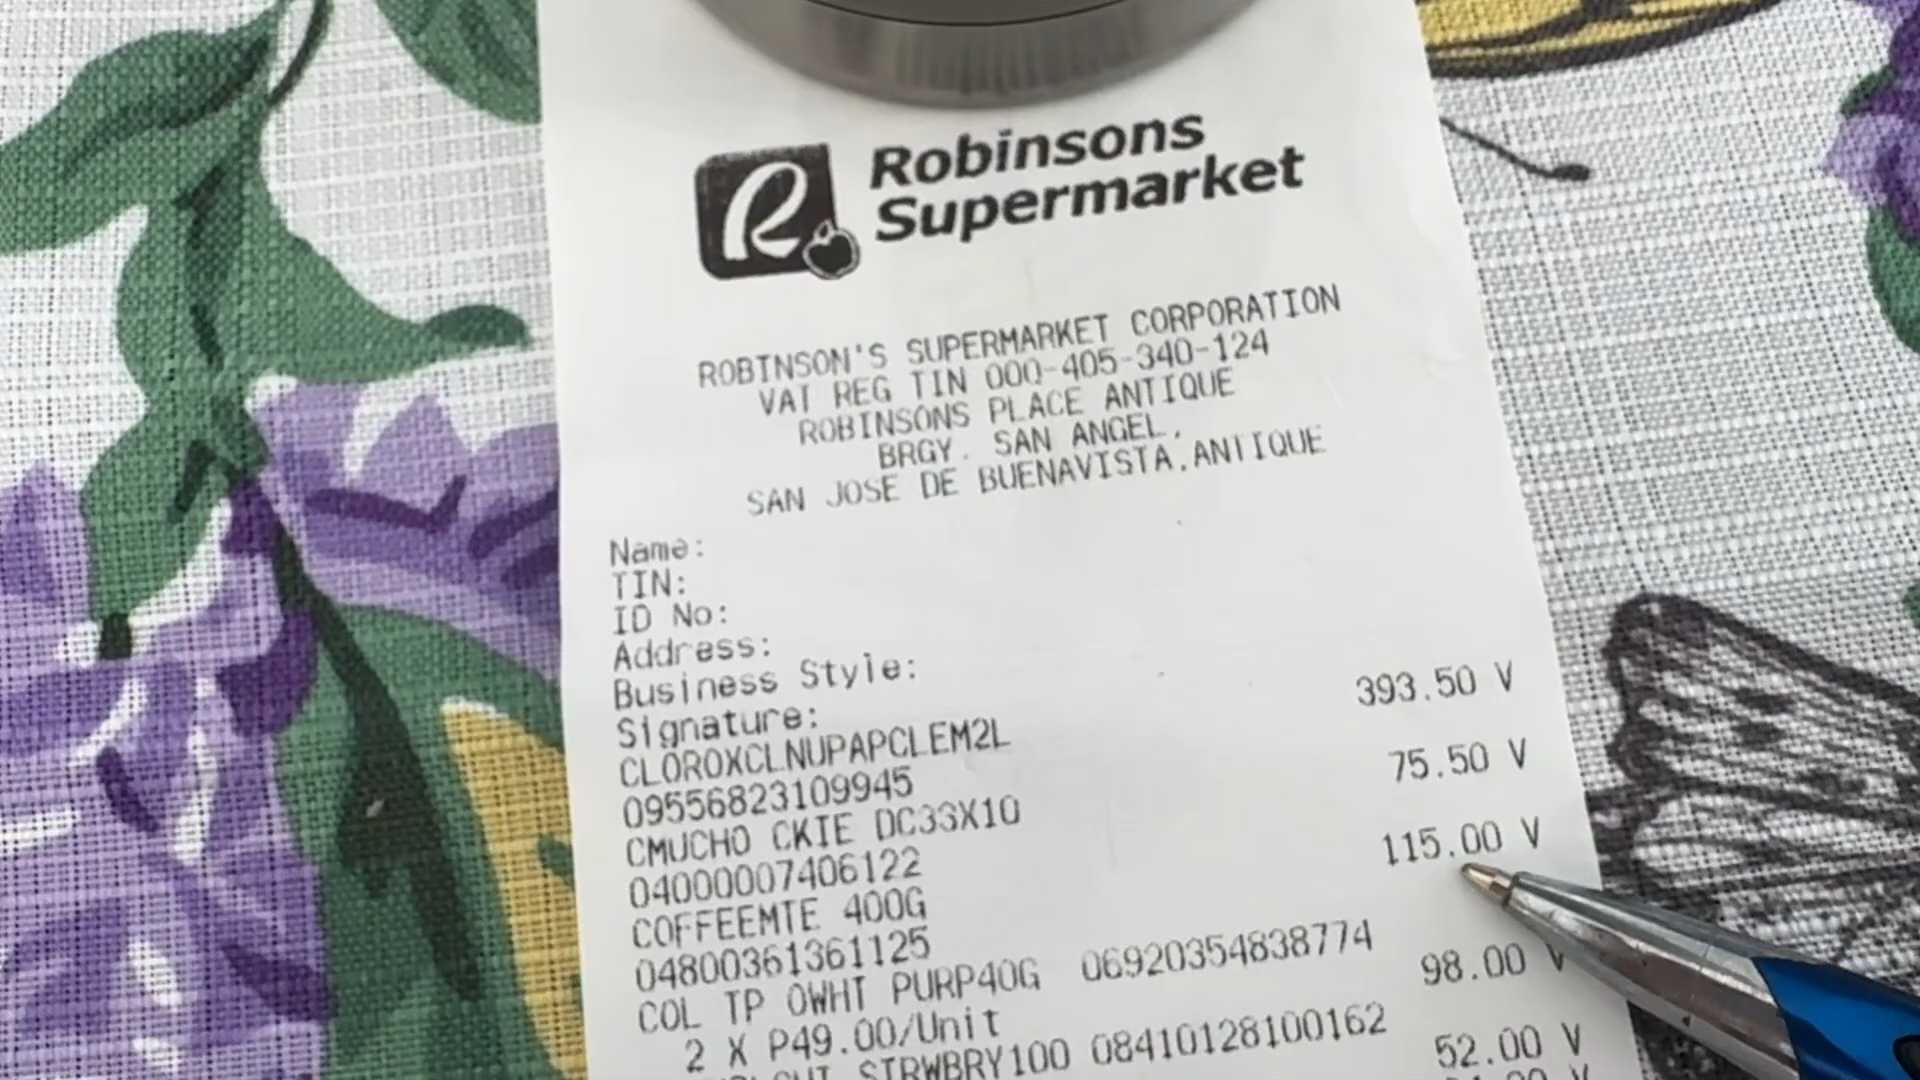 Robinsons
Supermarket
ROBINSON'S SUPERMARKET CORPORATION
VAT REG TIN 000-405-340-124
ROBINSONS PLACE ANTIQUE
BRGY. SAN ANGEL,
SAN JOSE DE BUENAVISTA,ANTIQUE
Name:
TIN:
ID No:
Address:
Business Style:
Signature:
CLOROXCLNUPAPCLEM2L 393.50 V
09556823109945
CMUCHO CKIE DC33X10 75.50 V
04000007406122
COFFEEMTE 400G 115.00 V
04800361361125
COL TP OWHT PURP40G 06920354838774
2 X P49.00/Unit 98.00 V
STRWBRY100 08410128100162
52.00 V